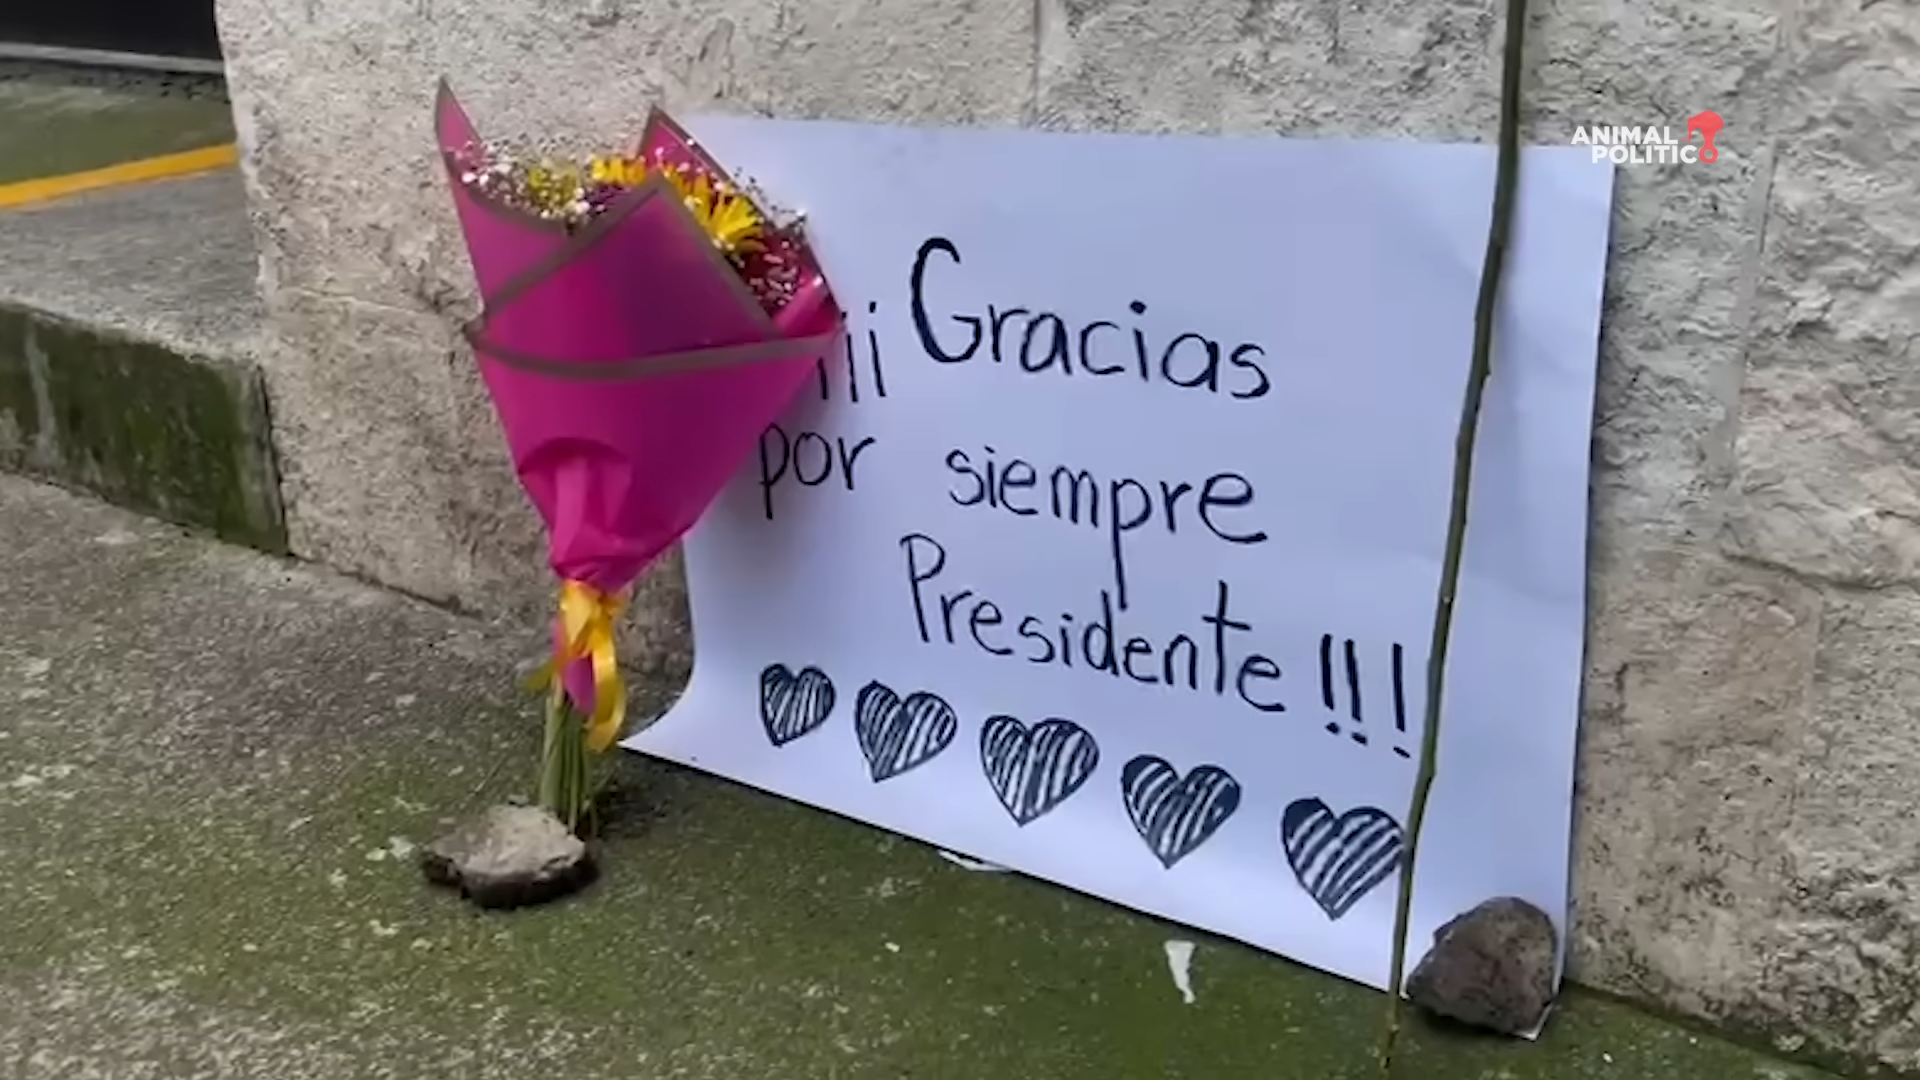 ¡¡¡Gracias
por siempre
Presidente!!!
ANIMAL
POLITICO